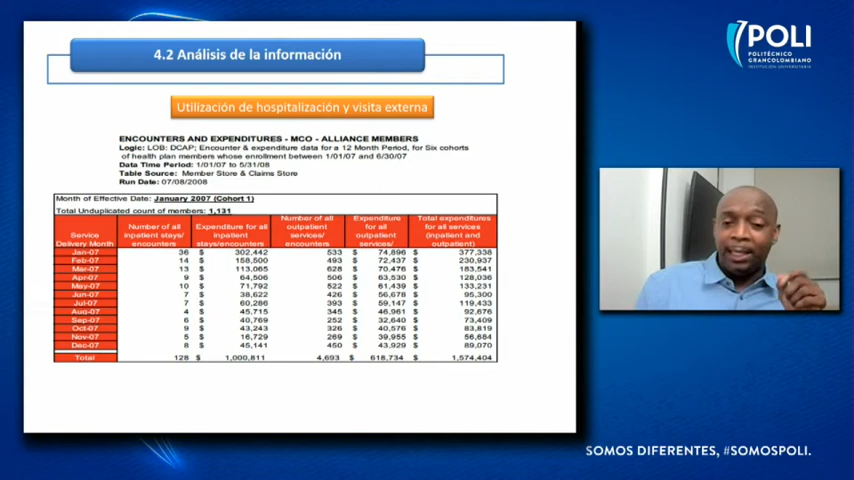 4.2 Análisis de la información
POLI
POLITÉCNICO
GRANCOLOMBIANO
INSTITUCIÓN UNIVERSITARIA
Utilización de hospitalización y visita externa
ENCOUNTERS AND EXPENDITURES - MCO - ALLIANCE MEMBERS
Logic: LOB: DCAP; Encounter & expenditure data for a 12 Month Period, for Six cohorts
of health plan members whose enrollment between 1/01/07 and 6/30/07
Data Time Period: 1/01/07 to 5/31/08
Table Source: Member Store & Claims Store
Run Date: 07/08/2008
Month of Effective Date: January 2007 (Cohort 1)
Total Unduplicated count of members: 1,131
Service Delivery Month Number of all inpatient stays/ encounters Expenditure for all inpatient stays/encounters Number of all outpatient services/ encounters Expenditure for all outpatient services/ Total expenditures for all services (inpatient and outpatient)
Jan-07 36 $ 302,442 533 $ 74,896 $ 377,338
Feb-07 14 $ 158,500 493 $ 72,437 $ 230,937
Mar-07 13 $ 113,065 628 $ 70,476 $ 183,541
Apr-07 9 $ 64,506 506 $ 63,530 $ 128,036
May-07 10 $ 71,792 522 $ 61,439 $ 133,231
Jun-07 7 $ 38,622 426 $ 56,678 $ 95,300
Jul-07 7 $ 60,286 393 $ 59,147 $ 119,433
Aug-07 4 $ 45,715 345 $ 46,961 $ 92,676
Sep-07 6 $ 40,769 252 $ 32,640 $ 73,409
Oct-07 9 $ 43,243 326 $ 40,576 $ 83,819
Nov-07 5 $ 16,729 269 $ 39,955 $ 56,684
Dec-07 8 $ 45,141 450 $ 43,929 $ 89,070
Total 128 $ 1,000,811 4,693 $ 618,734 $ 1,574,404
SOMOS DIFERENTES, #SOMOSPOLI.